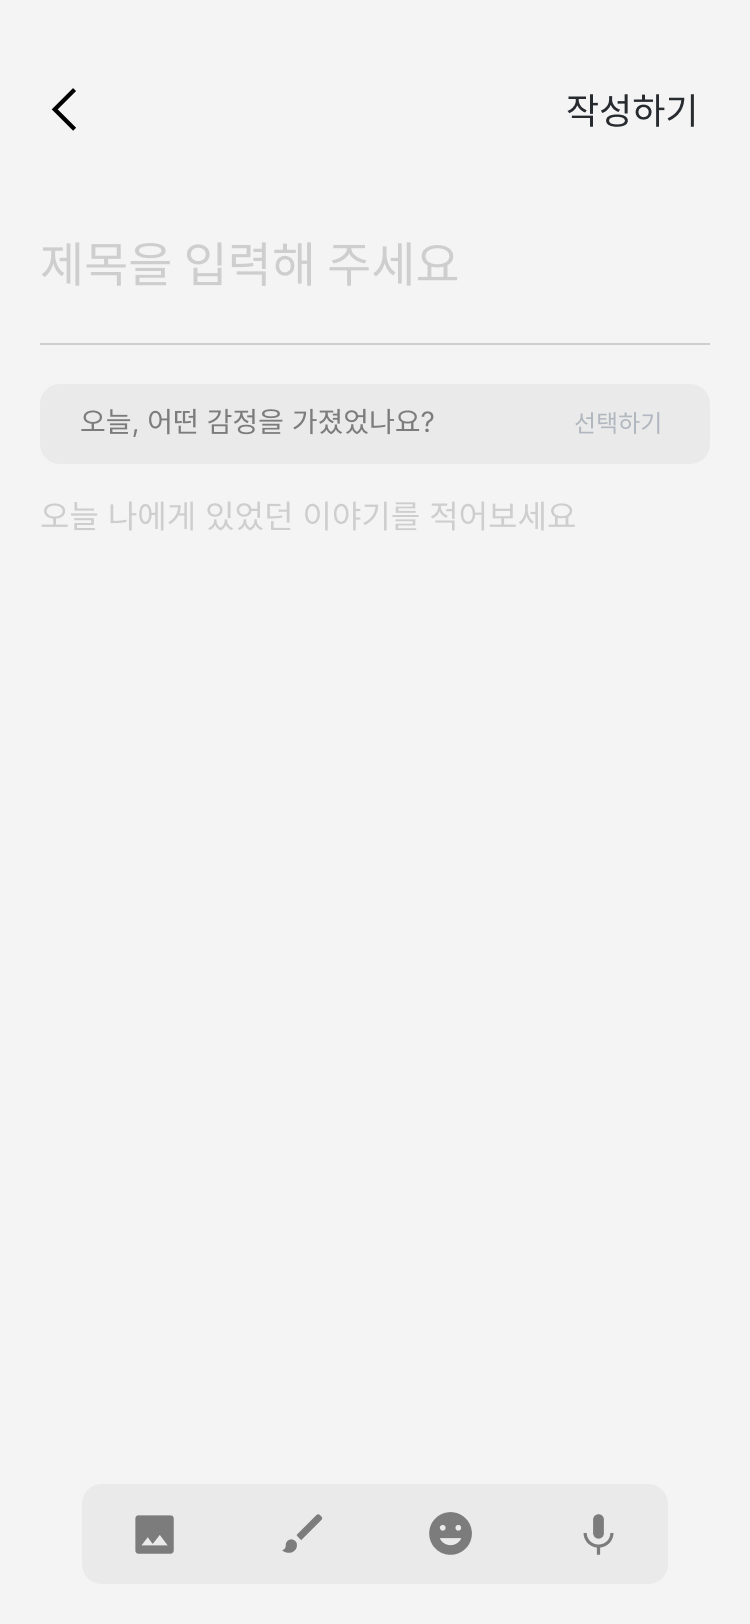 작성하기
제목을 입력해 주세요
오늘, 어떤 감정을 가졌었나요? 선택하기
오늘 나에게 있었던 이야기를 적어보세요